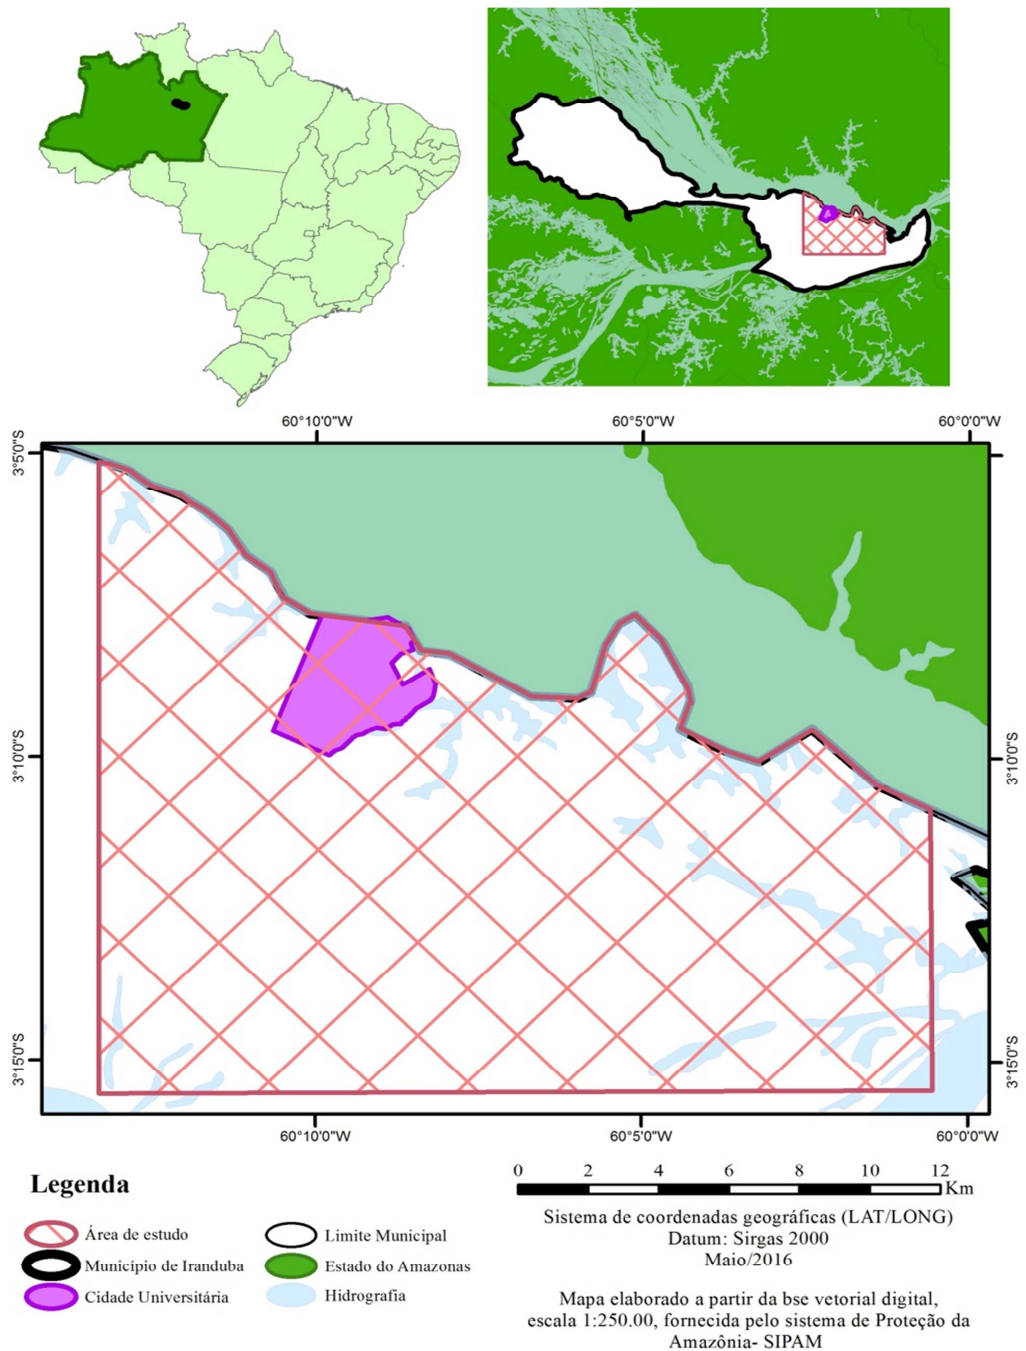 60°10'0"W
60°5'0"W
60°0'0"W
3°5'0"S
3°10'0"S
3°10'0"S
3°15'0"S
3°15'0"S
60°10'0"W
60°5'0"W
60°0'0"W
Legenda
Área de estudo
Município de Iranduba
Cidade Universitária
Limite Municipal
Estado do Amazonas
Hidrografia
0 2 4 6 8 10 12
Km
Sistema de coordenadas geográficas (LAT/LONG)
Datum: Sirgas 2000
Maio/2016
Mapa elaborado a partir da bse vetorial digital,
escala 1:250.00, fornecida pelo sistema de Proteção da
Amazônia- SIPAM